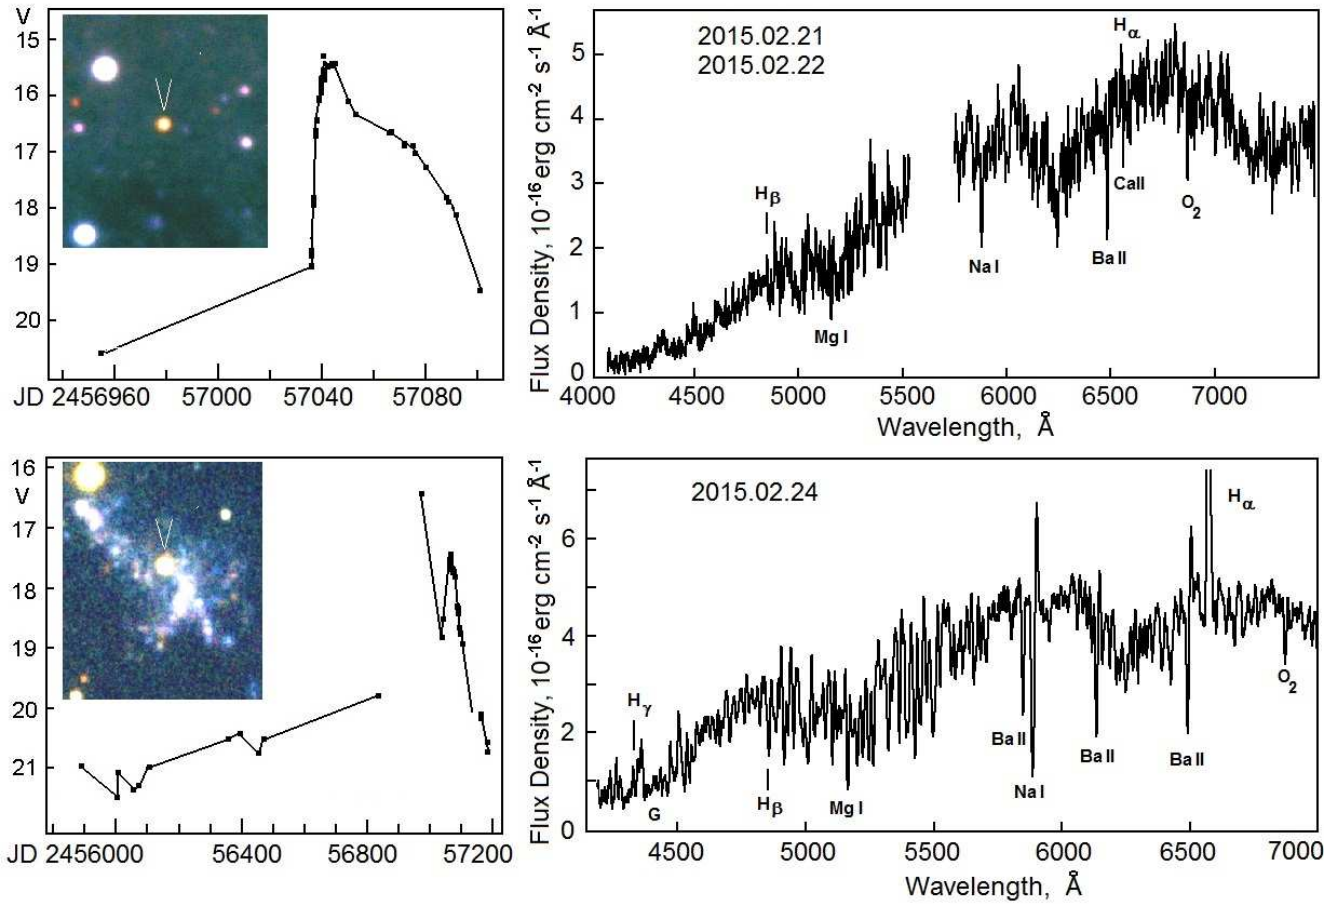 V
15
16
17
18
19
20
JD 2456960 57000 57040 57080
2015.02.21
2015.02.22
Hα
Hβ
Mg I
Na I
Ba II
CaII
O2
Flux Density, 10-16 erg cm-2 s-1 Å-1
5
4
3
2
1
0
4000 4500 5000 5500 6000 6500 7000
Wavelength, Å
16
V
17
18
19
20
21
JD 2456000 56400 56800 57200
2015.02.24
Hα
Hγ
G
Hβ
Mg I
Ba II
Na I
Ba II
Ba II
O2
Flux Density, 10-16 erg cm-2 s-1 Å-1
6
4
2
0
4500 5000 5500 6000 6500 7000
Wavelength, Å